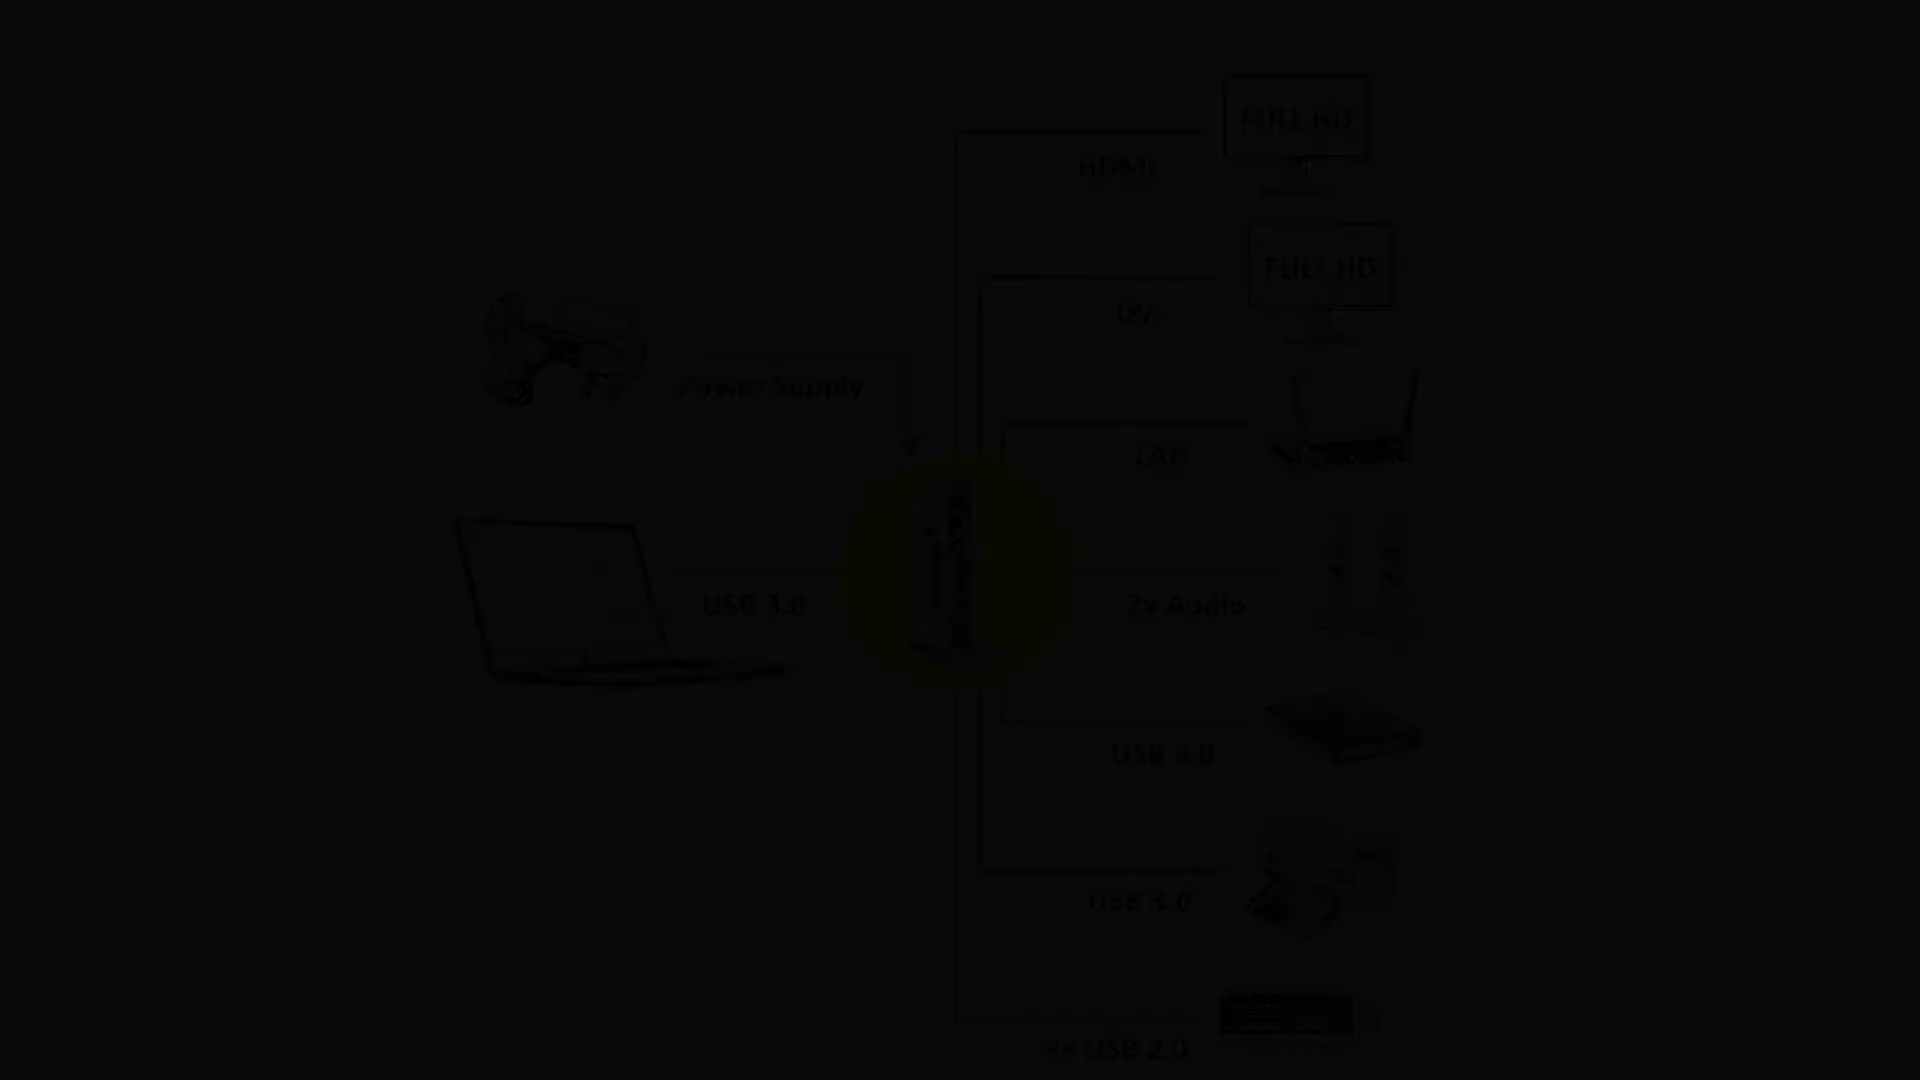 FULL HD
HDMI
FULL HD
DVI
Power Supply
LAN
USB 3.0
2x Audio
USB 3.0
USB 3.0
4x USB 2.0